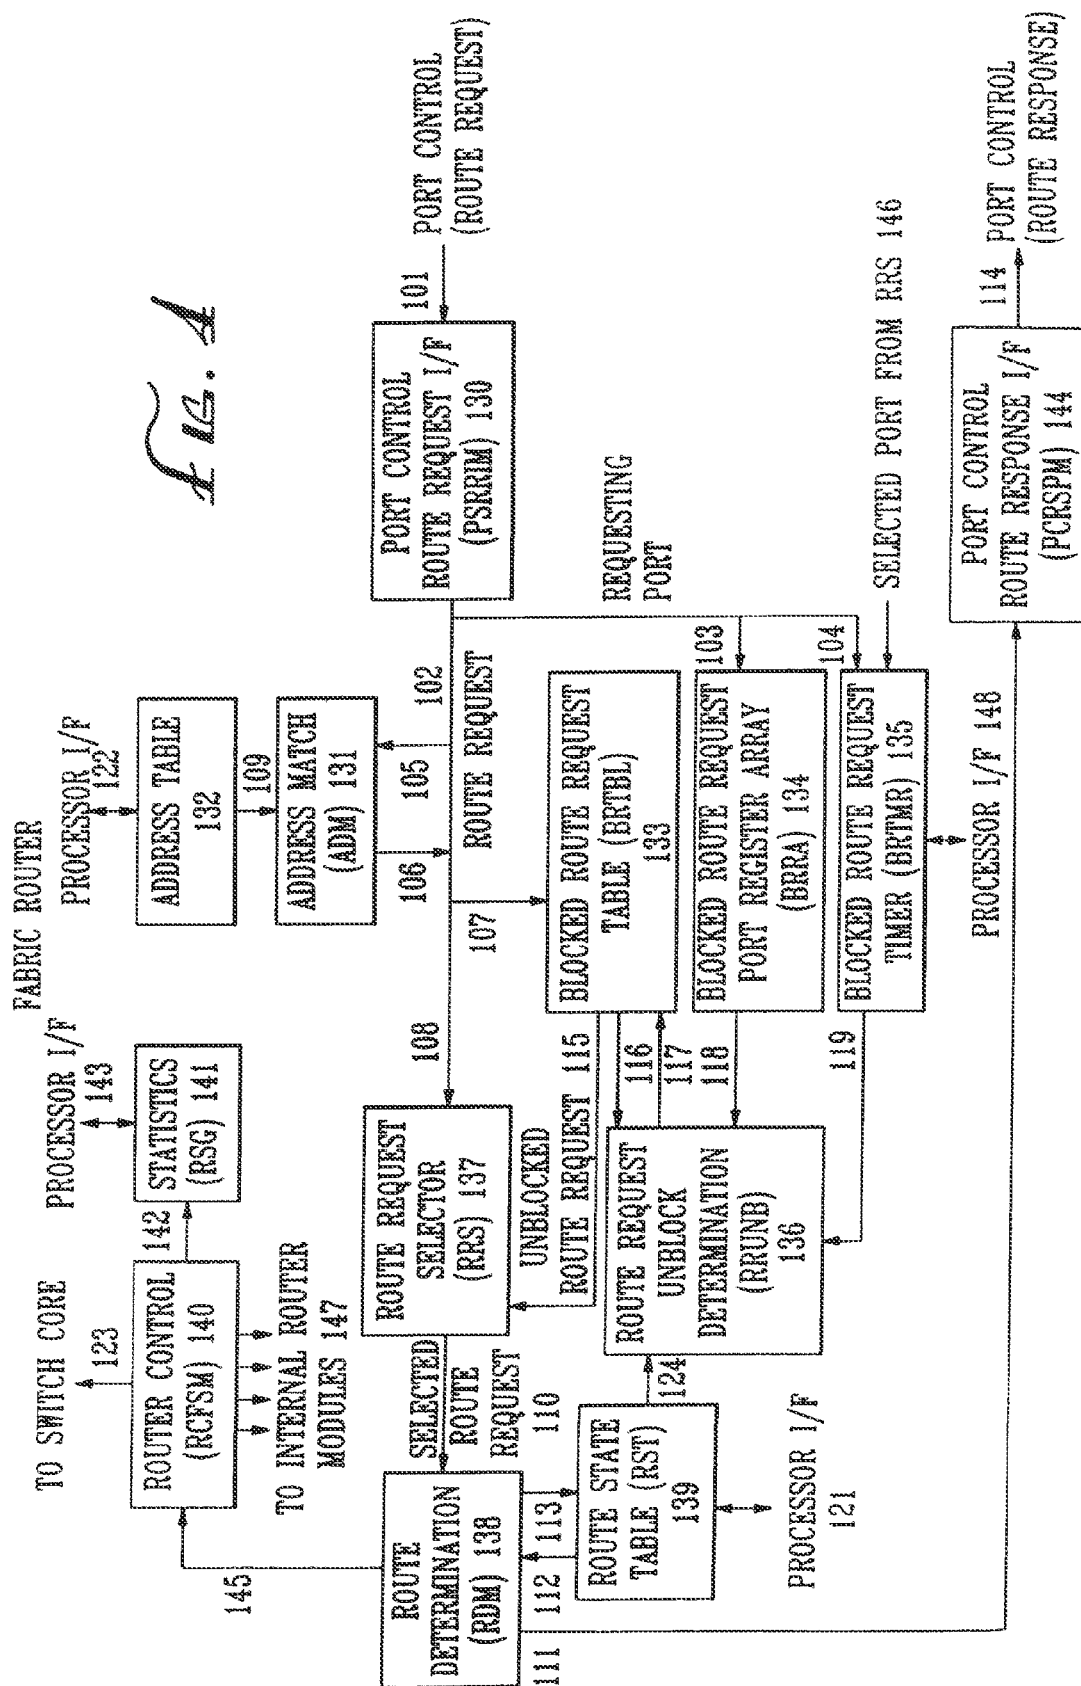 FIG. 4
FABRIC ROUTER
TO SWITCH CORE
123
ROUTER CONTROL
(RCFSM) 140
142
PROCESSOR I/F
143
STATISTICS
(RSG) 141
PROCESSOR I/F
122
ADDRESS TABLE
132
109
ADDRESS MATCH
(ADM) 131
TO INTERNAL ROUTER
MODULES 147
145
106
105
102
ROUTE REQUEST
107
108
PORT CONTROL
ROUTE REQUEST I/F
(PSRRIM) 130
101
PORT CONTROL
(ROUTE REQUEST)
ROUTE
DETERMINATION
(RDM) 138
SELECTED
ROUTE
REQUEST
110
ROUTE REQUEST
SELECTOR
(RRS) 137
UNBLOCKED
ROUTE REQUEST 115
BLOCKED ROUTE REQUEST
TABLE (BRTBL)
133
REQUESTING
PORT
103
104
111
112
113
ROUTE STATE
TABLE (RST)
139
124
ROUTE REQUEST
UNBLOCK
DETERMINATION
(RRUNB)
136
116
117
118
119
BLOCKED ROUTE REQUEST
PORT REGISTER ARRAY
(BRRA) 134
BLOCKED ROUTE REQUEST
TIMER (BRTMR) 135
SELECTED PORT FROM RRS 146
PROCESSOR I/F
121
PROCESSOR I/F 148
PORT CONTROL
ROUTE RESPONSE I/F
(PCRSPM) 144
114
PORT CONTROL
(ROUTE RESPONSE)